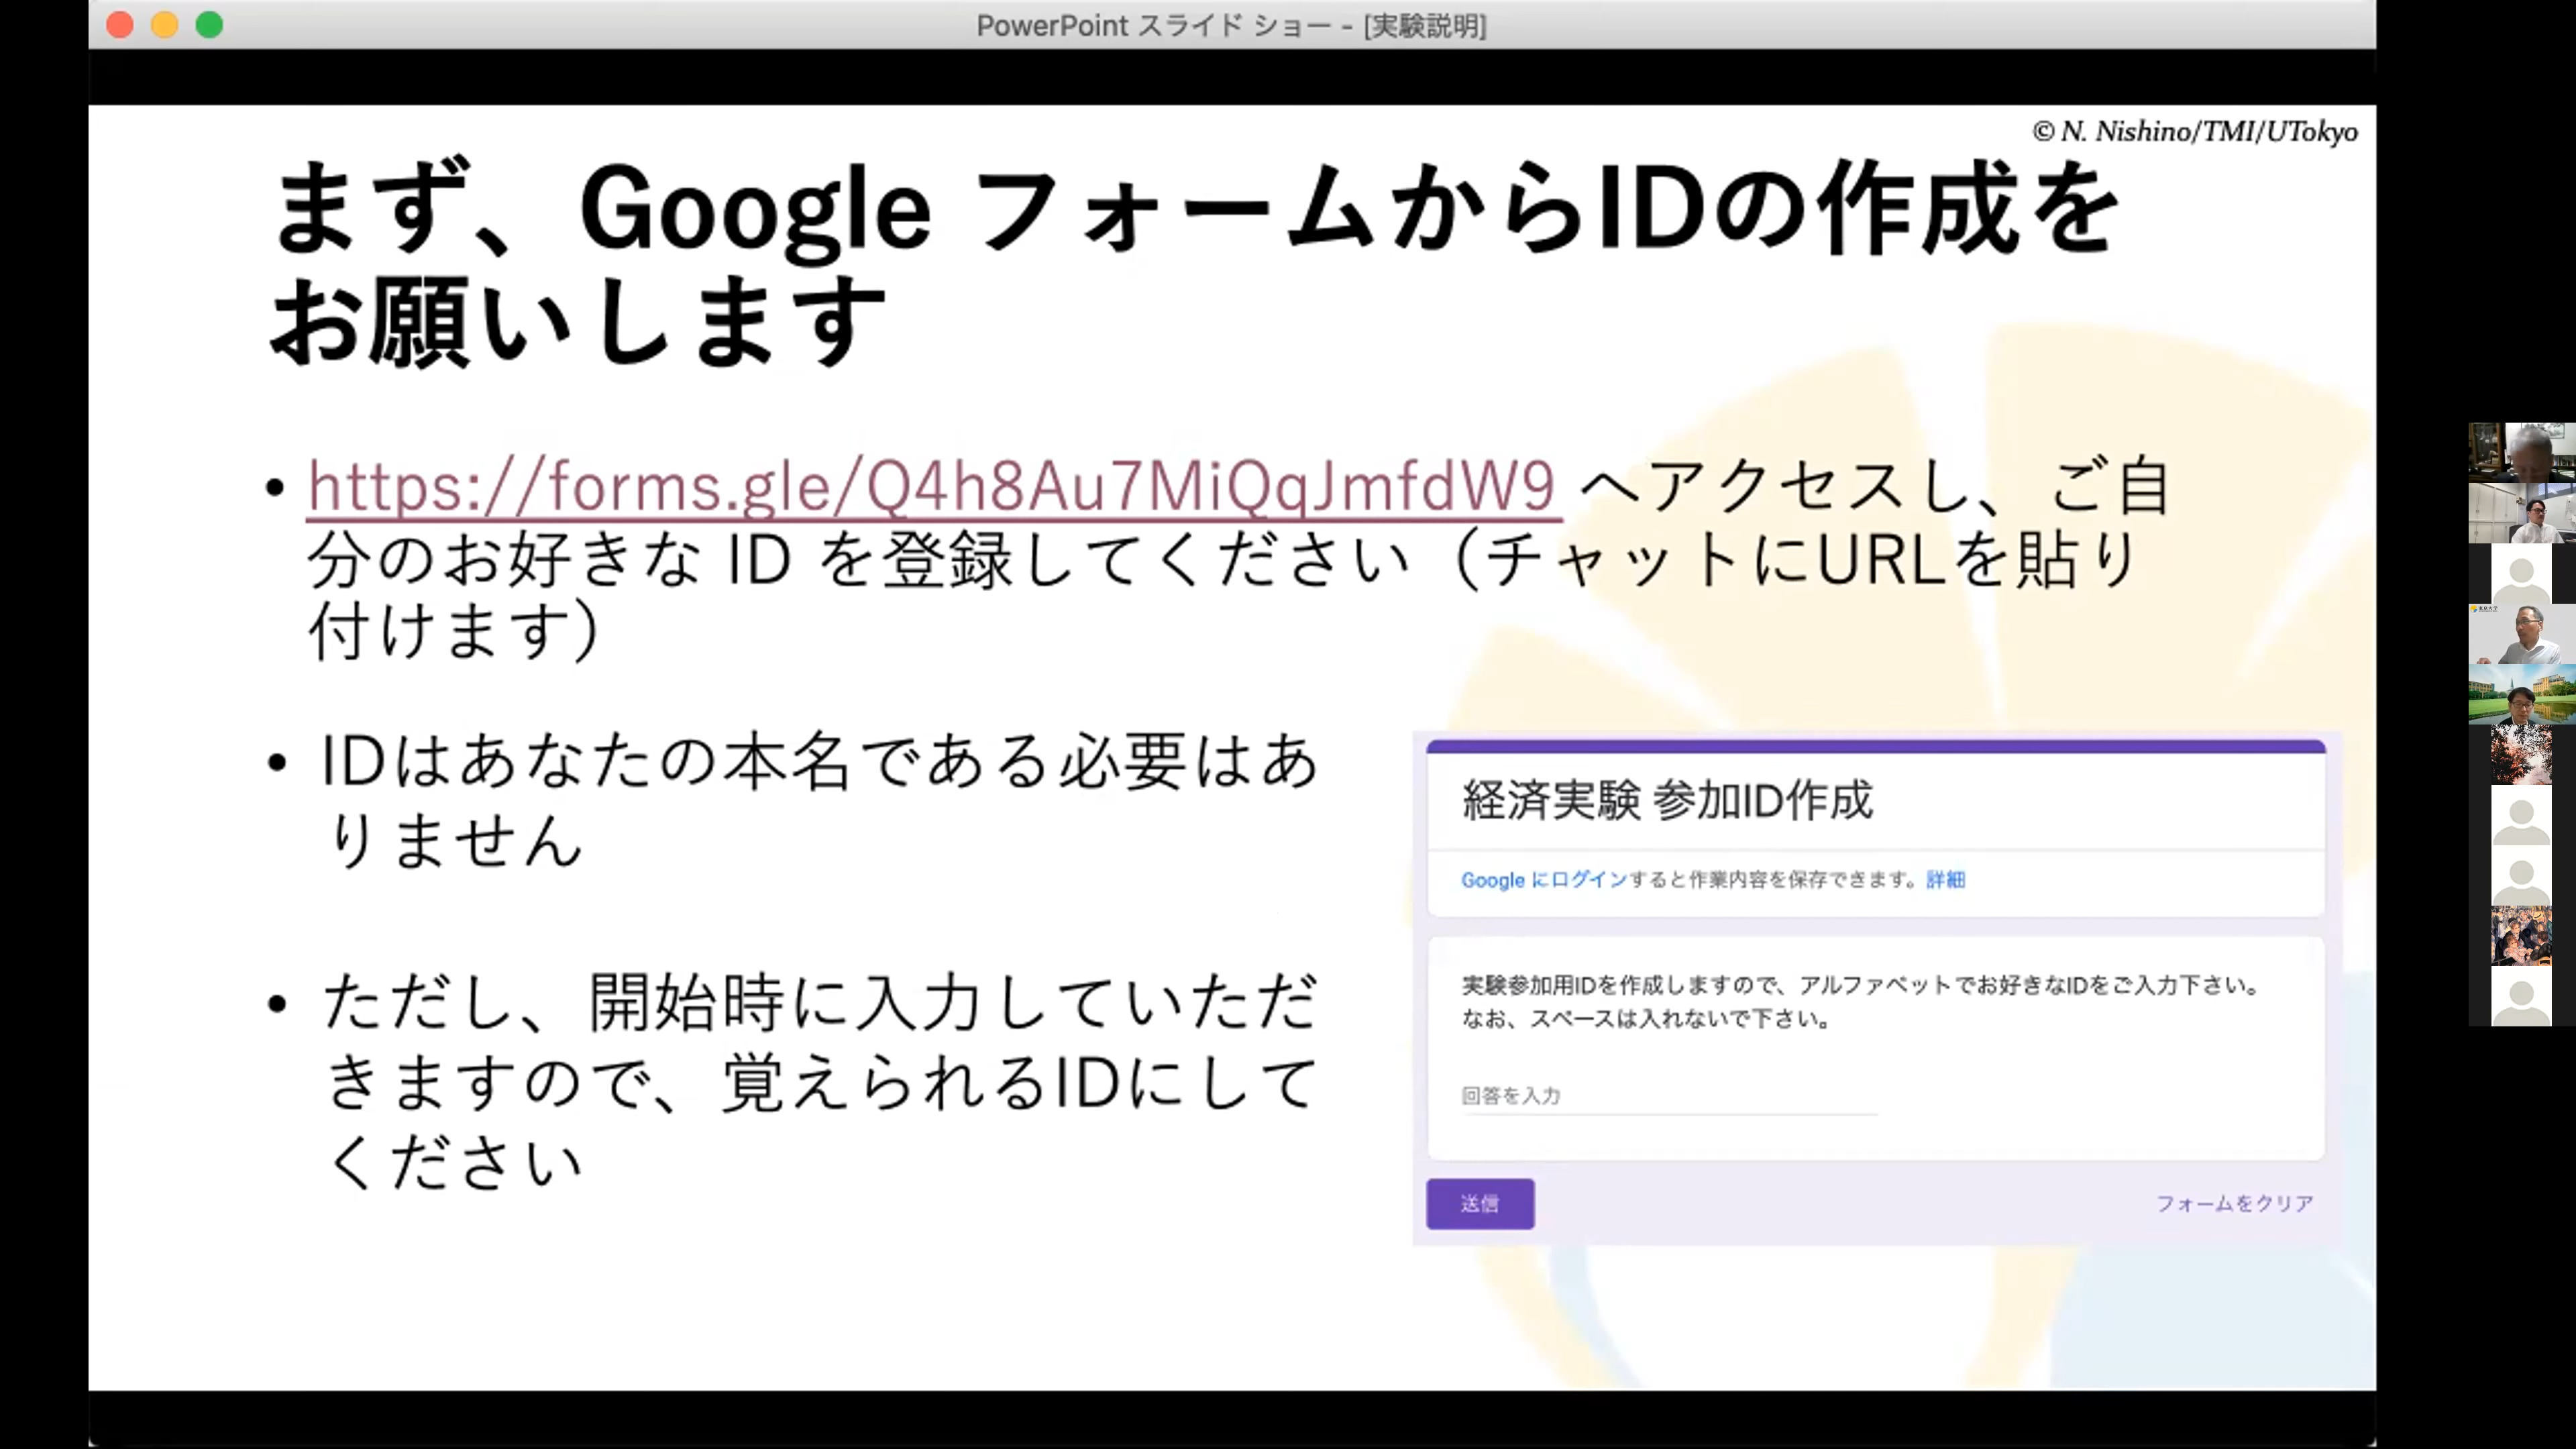 PowerPoint スライド ショー - [実験説明]
© N. Nishino/TMI/UTokyo
まず、Google フォームからIDの作成を
お願いします
• https://forms.gle/Q4h8Au7MiQqJmfdW9 へアクセスし、ご自
分のお好きな ID を登録してください（チャットにURLを貼り
付けます）
• IDはあなたの本名である必要はあ
りません
• ただし、開始時に入力していただ
きますので、覚えられるIDにして
ください
経済実験 参加ID作成
Google にログインすると作業内容を保存できます。詳細
実験参加用IDを作成しますので、アルファベットでお好きなIDをご入力下さい。
なお、スペースは入れないで下さい。
回答を入力
送信
フォームをクリア